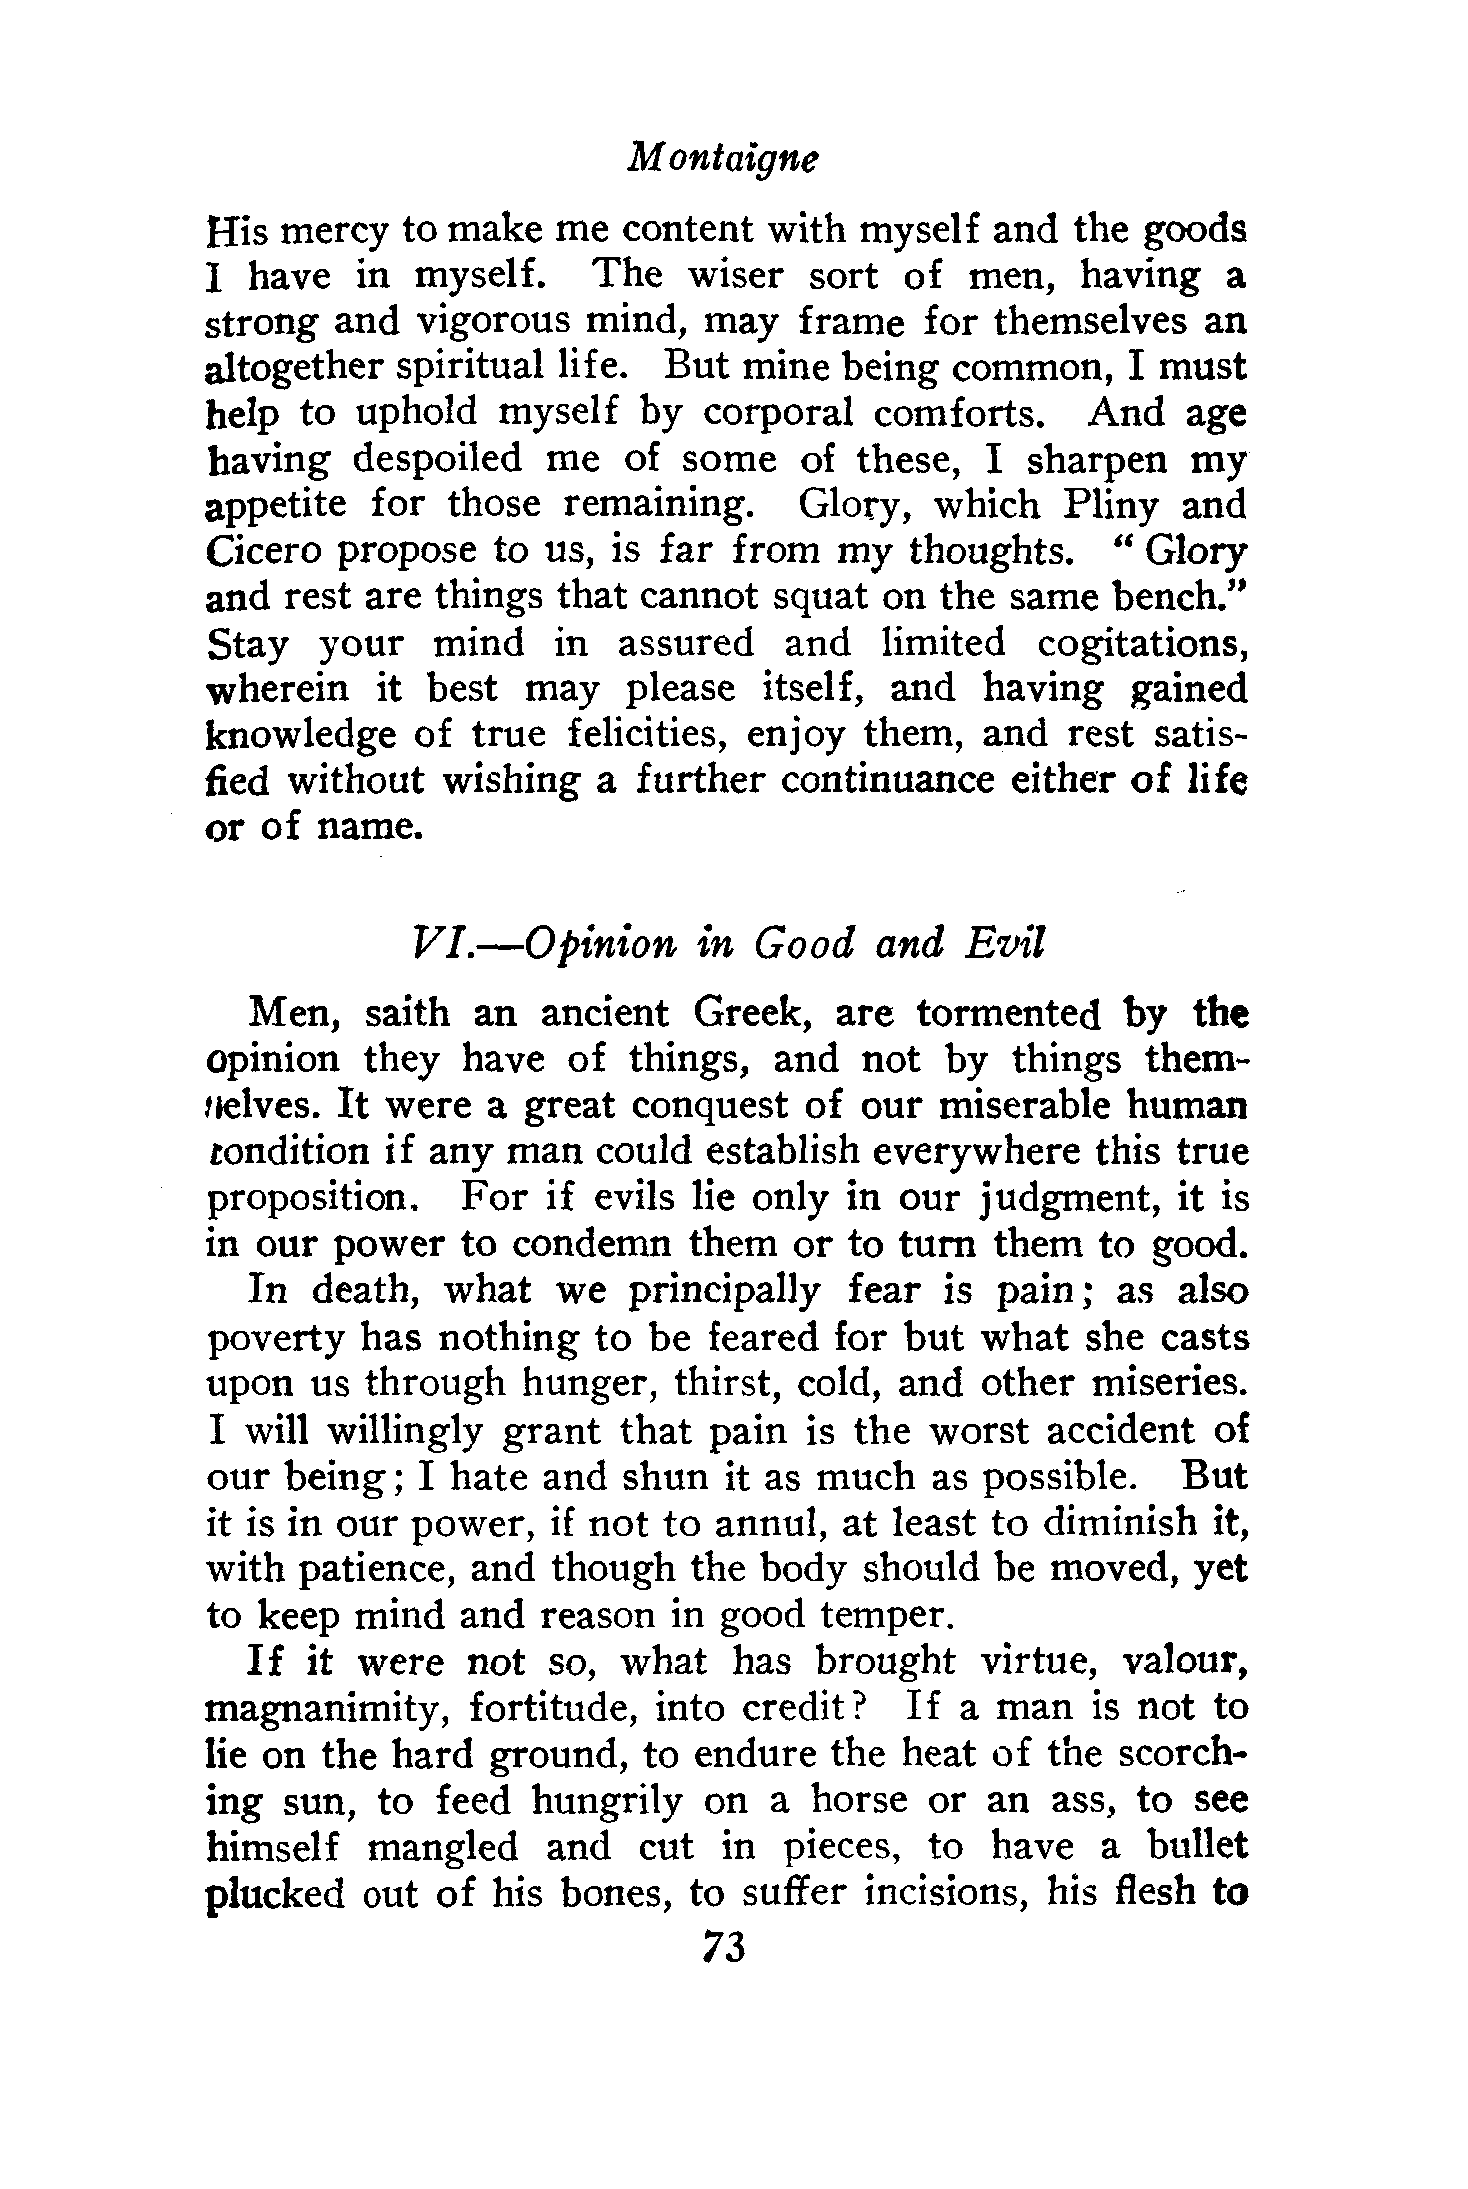 Montaigne
His mercy to make me content with myself and the goods
I have in myself. The wiser sort of men, having a
strong and vigorous mind, may frame for themselves an
altogether spiritual life. But mine being common, I must
help to uphold myself by corporal comforts. And age
having despoiled me of some of these, I sharpen my
appetite for those remaining. Glory, which Pliny and
Cicero propose to us, is far from my thoughts. “ Glory
and rest are things that cannot squat on the same bench.”
Stay your mind in assured and limited cogitations,
wherein it best may please itself, and having gained
knowledge of true felicities, enjoy them, and rest satis-
fied without wishing a further continuance either of life
or of name.
VI.—Opinion in Good and Evil
Men, saith an ancient Greek, are tormented by the
opinion they have of things, and not by things them-
selves. It were a great conquest of our miserable human
condition if any man could establish everywhere this true
proposition. For if evils lie only in our judgment, it is
in our power to condemn them or to turn them to good.
In death, what we principally fear is pain; as also
poverty has nothing to be feared for but what she casts
upon us through hunger, thirst, cold, and other miseries.
I will willingly grant that pain is the worst accident of
our being; I hate and shun it as much as possible. But
it is in our power, if not to annul, at least to diminish it,
with patience, and though the body should be moved, yet
to keep mind and reason in good temper.
If it were not so, what has brought virtue, valour,
magnanimity, fortitude, into credit? If a man is not to
lie on the hard ground, to endure the heat of the scorch-
ing sun, to feed hungrily on a horse or an ass, to see
himself mangled and cut in pieces, to have a bullet
plucked out of his bones, to suffer incisions, his flesh to
73